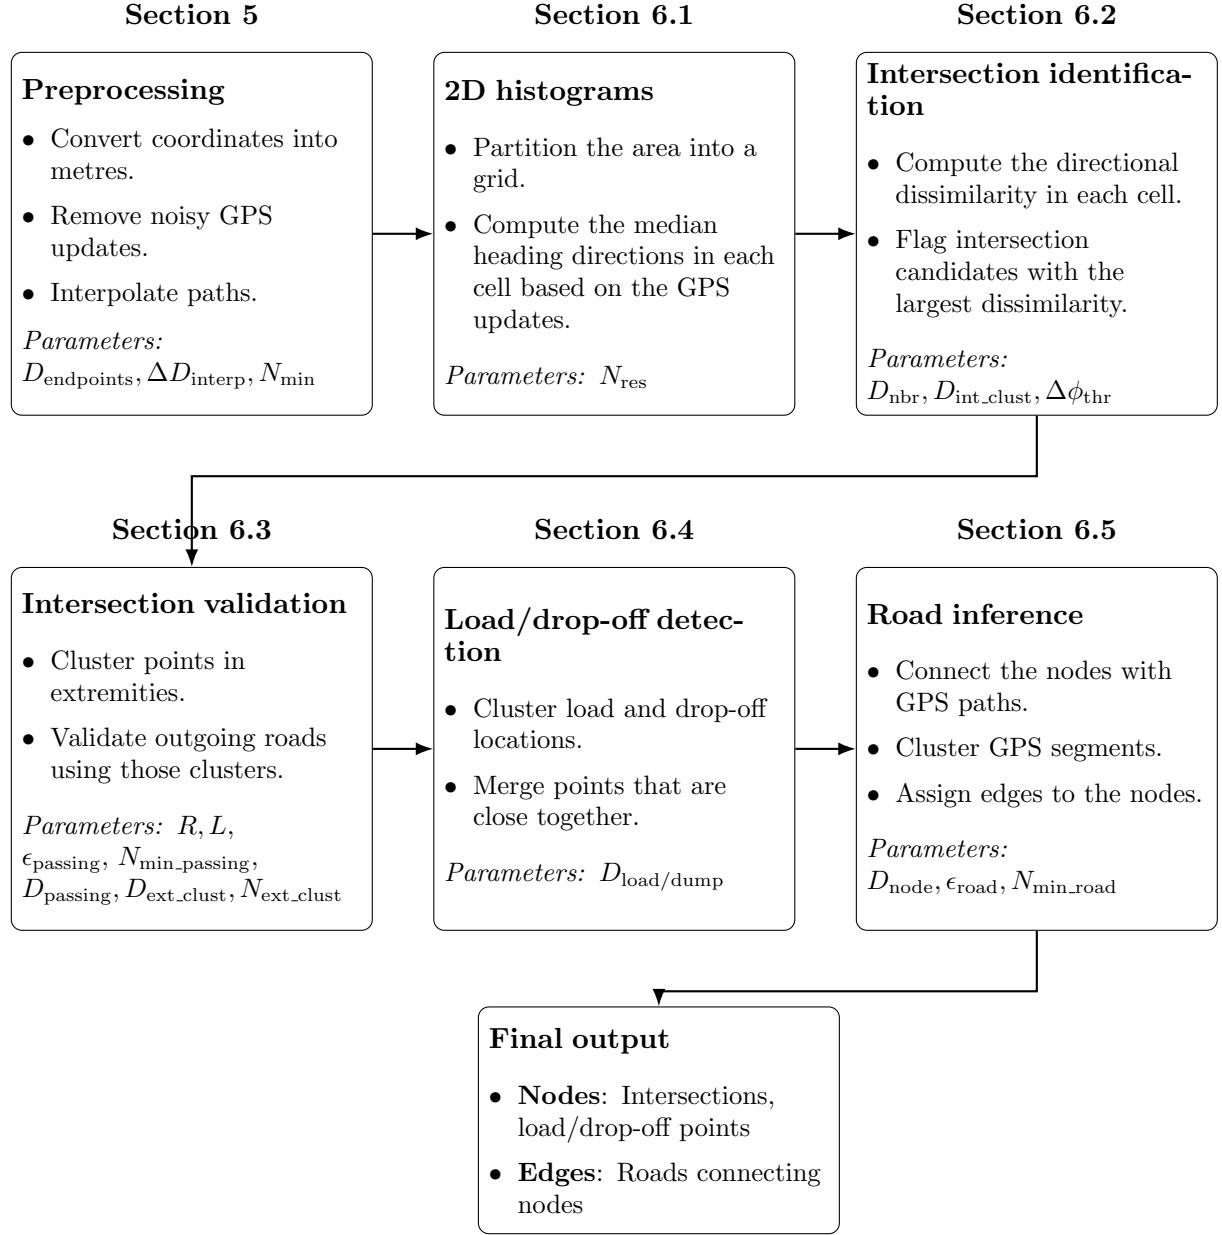 Section 5
Preprocessing
• Convert coordinates into
metres.
• Remove noisy GPS
updates.
• Interpolate paths.
Parameters:
D_endpoints, ΔD_interp, N_min
Section 6.1
2D histograms
• Partition the area into a
grid.
• Compute the median
heading directions in each
cell based on the GPS
updates.
Parameters: N_res
Section 6.2
Intersection identifica-
tion
• Compute the directional
dissimilarity in each cell.
• Flag intersection
candidates with the
largest dissimilarity.
Parameters:
D_nbr, D_int_clust, Δϕ_thr
Section 6.3
Intersection validation
• Cluster points in
extremities.
• Validate outgoing roads
using those clusters.
Parameters: R, L,
ϵ_passing, N_min_passing,
D_passing, D_ext_clust, N_ext_clust
Section 6.4
Load/drop-off detec-
tion
• Cluster load and drop-off
locations.
• Merge points that are
close together.
Parameters: D_load/dump
Section 6.5
Road inference
• Connect the nodes with
GPS paths.
• Cluster GPS segments.
• Assign edges to the nodes.
Parameters:
D_node, ϵ_road, N_min_road
Final output
• Nodes: Intersections,
load/drop-off points
• Edges: Roads connecting
nodes